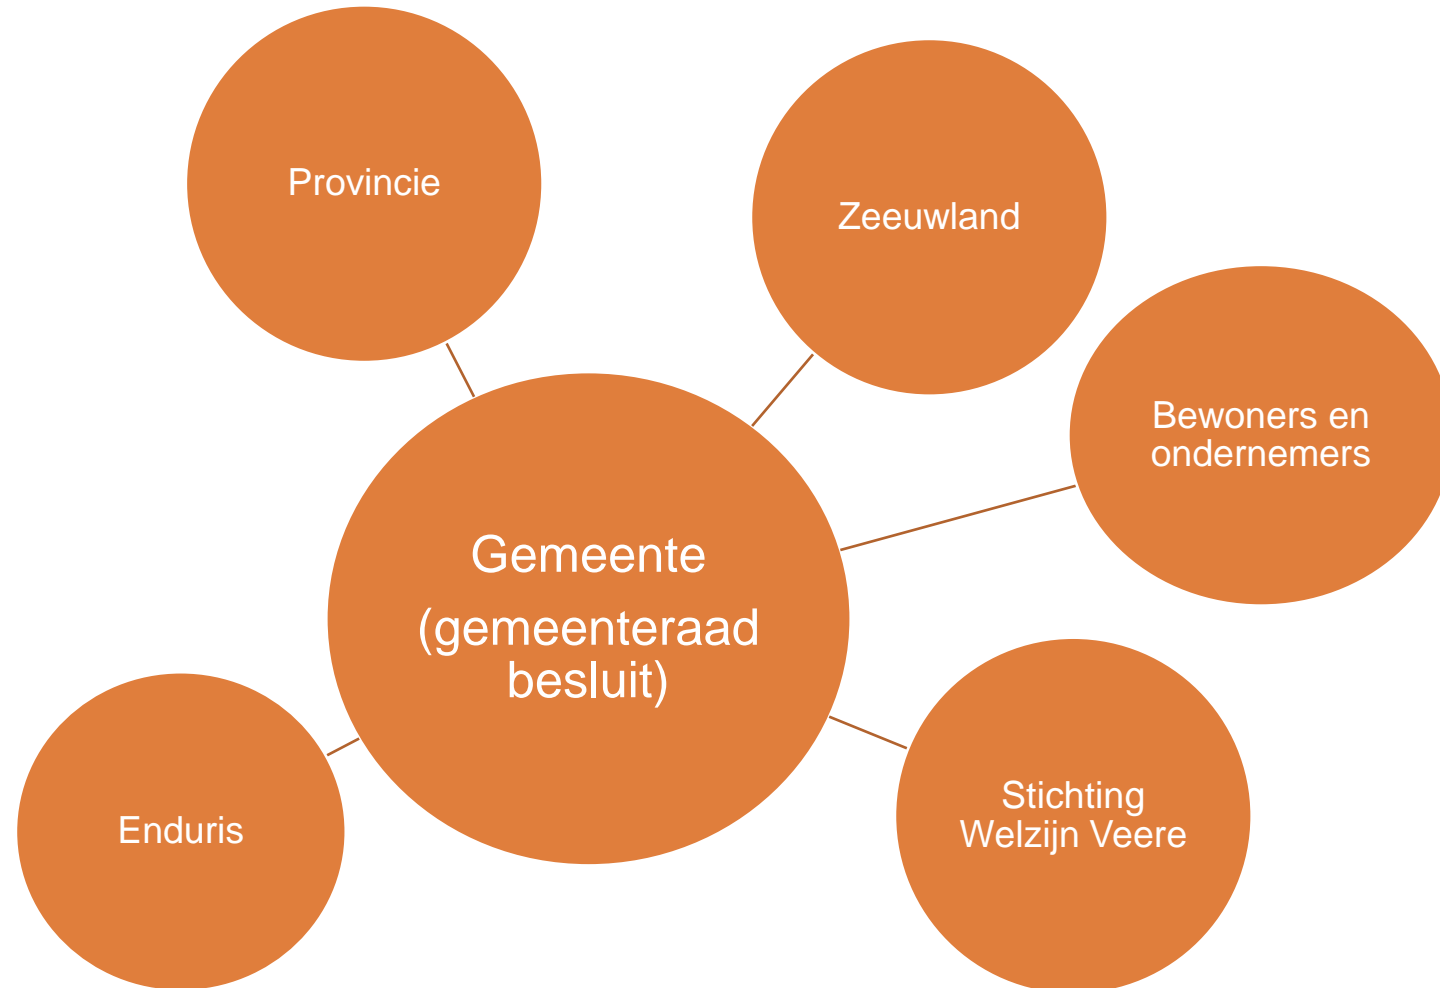 Provincie
Zeeuwland
Bewoners en
ondernemers
Gemeente
(gemeenteraad
besluit)
Enduris
Stichting
Welzijn Veere